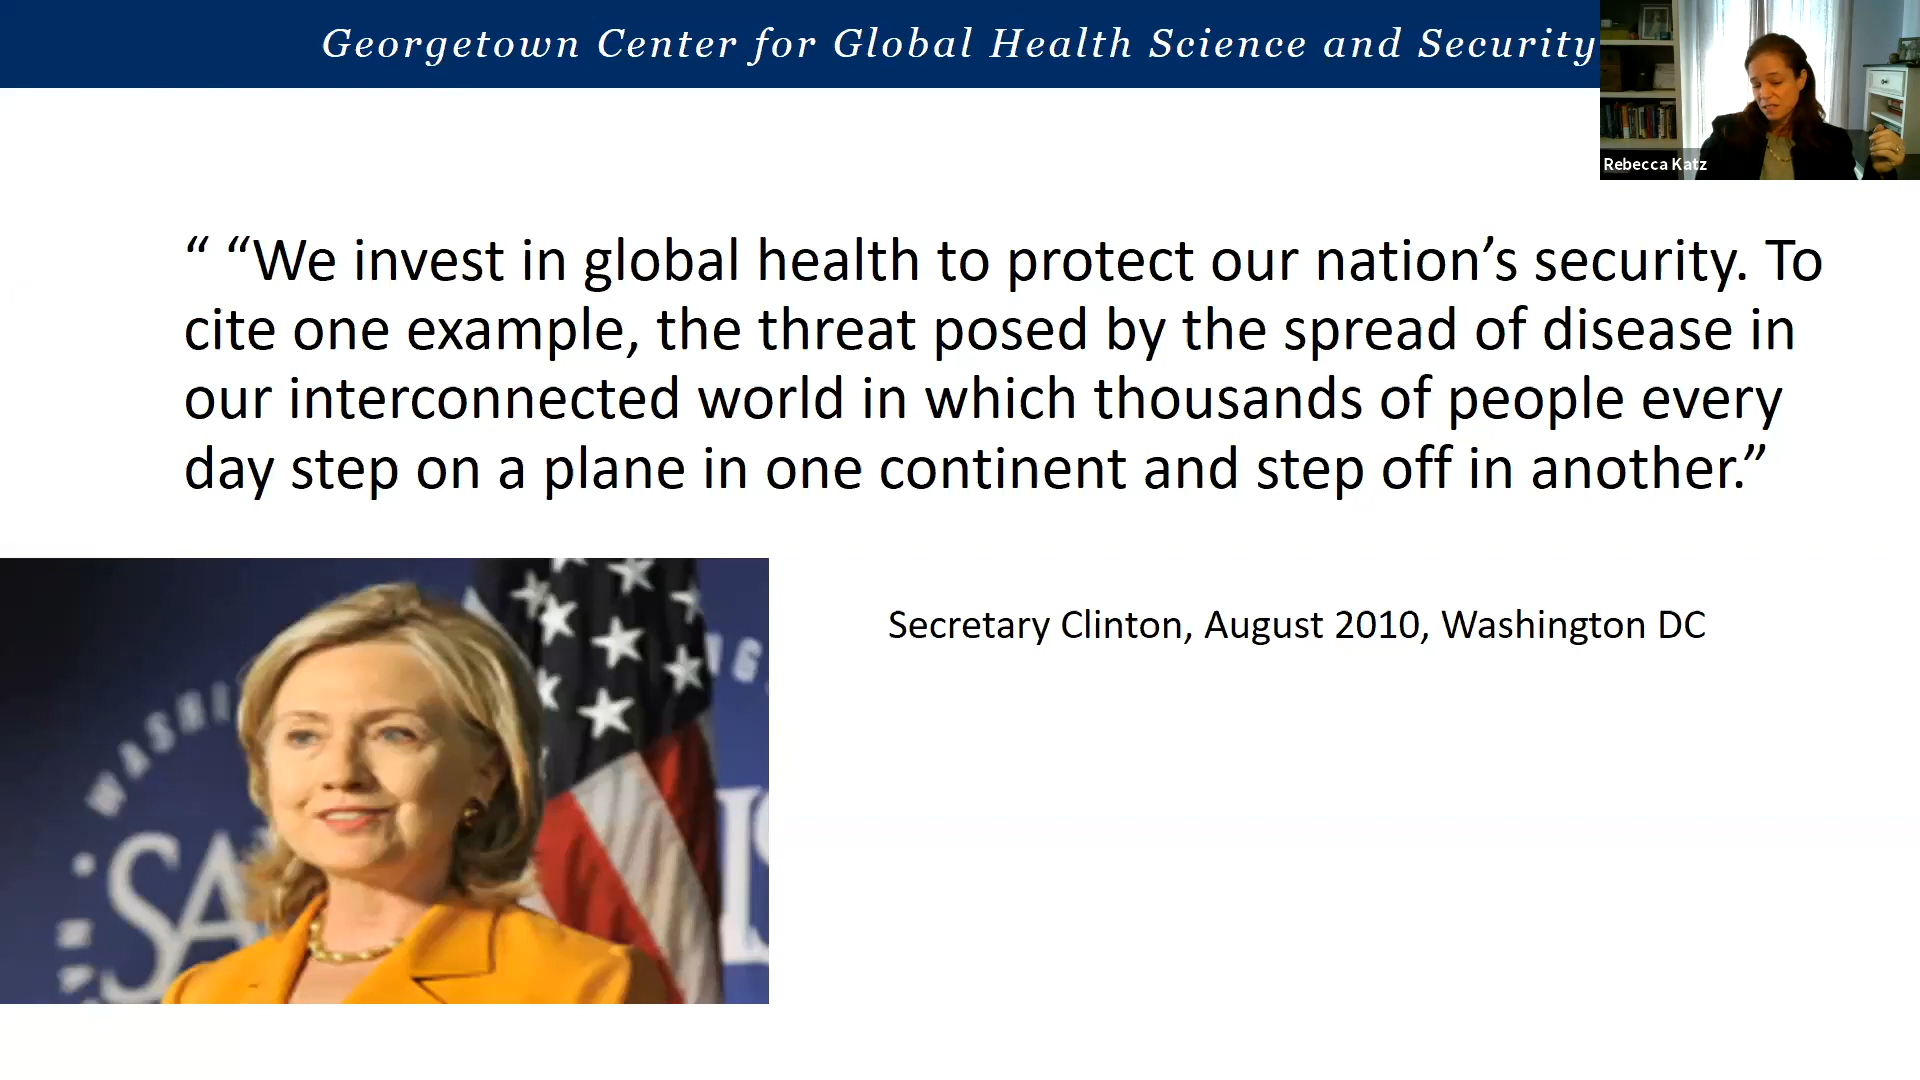 Georgetown Center for Global Health Science and Security
Rebecca Katz
“ “We invest in global health to protect our nation’s security. To
cite one example, the threat posed by the spread of disease in
our interconnected world in which thousands of people every
day step on a plane in one continent and step off in another.”
Secretary Clinton, August 2010, Washington DC
WASHI
SA